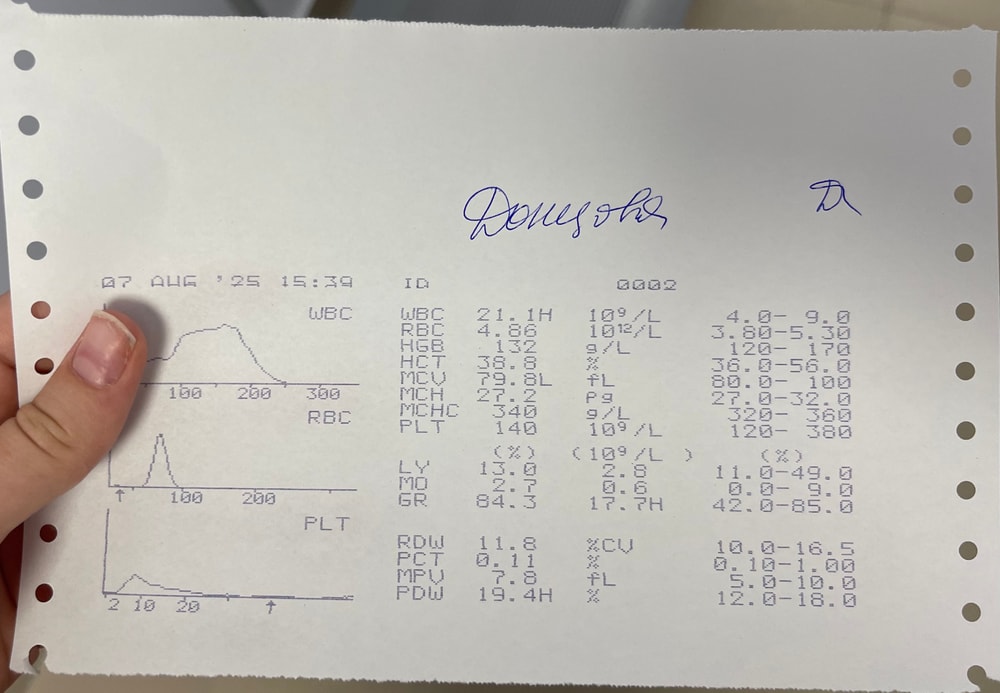 Д
07 AUG '25 15:39 ID 0002
WBC
WBC 21.1H 10⁹/L 4.0- 9.0
RBC 4.86 10¹²/L 3.80-5.30
HGB 132 g/L 120- 170
HCT 38.8 % 36.0-56.0
MCV 79.8L fL 80.0- 100
MCH 27.2 Pg 27.0-32.0
MCHC 340 g/L 320- 360
PLT 140 10⁹/L 120- 380
100 200 300
RBC
(%) (10⁹/L ) (%)
LY 13.0 2.8 11.0-49.0
MO 2.7 0.6 0.0- 9.0
GR 84.3 17.7H 42.0-85.0
100 200
PLT
RDW 11.8 %CV 10.0-16.5
PCT 0.11 % 0.10-1.00
MPV 7.8 fL 5.0-10.0
PDW 19.4H % 12.0-18.0
2 10 20